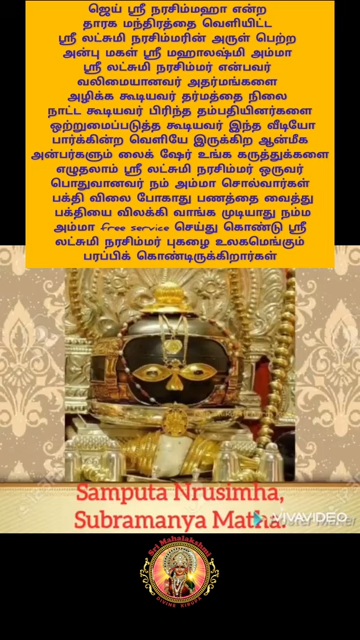 ஜெய் ஸ்ரீ நரசிம்மஹா என்ற
தாரக மந்திரத்தை வெளியிட்ட
ஸ்ரீ லட்சுமி நரசிம்மரின் அருள் பெற்ற
அன்பு மகள் ஸ்ரீ மஹாலஷ்மி அம்மா
ஸ்ரீ லட்சுமி நரசிம்மர் என்பவர்
வலிமையானவர் அதர்மங்களை
அழிக்க கூடியவர் தர்மத்தை நிலை
நாட்ட கூடியவர் பிரிந்த தம்பதியினர்களை
ஒற்றுமைப்படுத்த கூடியவர் இந்த வீடியோ
பார்க்கின்ற வெளியே இருக்கிற ஆன்மீக
அன்பர்களும் லைக் ஷேர் உங்க கருத்துக்களை
எழுதலாம் ஸ்ரீ லட்சுமி நரசிம்மர் ஒருவர்
பொதுவானவர் நம் அம்மா சொல்வார்கள்
பக்தி விலை போகாது பணத்தை வைத்து
பக்தியை விலக்கி வாங்க முடியாது நம்ம
அம்மா Free service செய்து கொண்டு ஸ்ரீ
லட்சுமி நரசிம்மர் புகழை உலகமெங்கும்
பரப்பிக் கொண்டிருக்கிறார்கள்
Samputa Nrusimha,
Subramanya Matha.
VIVAVIDEO
Sri Mahalakshmi